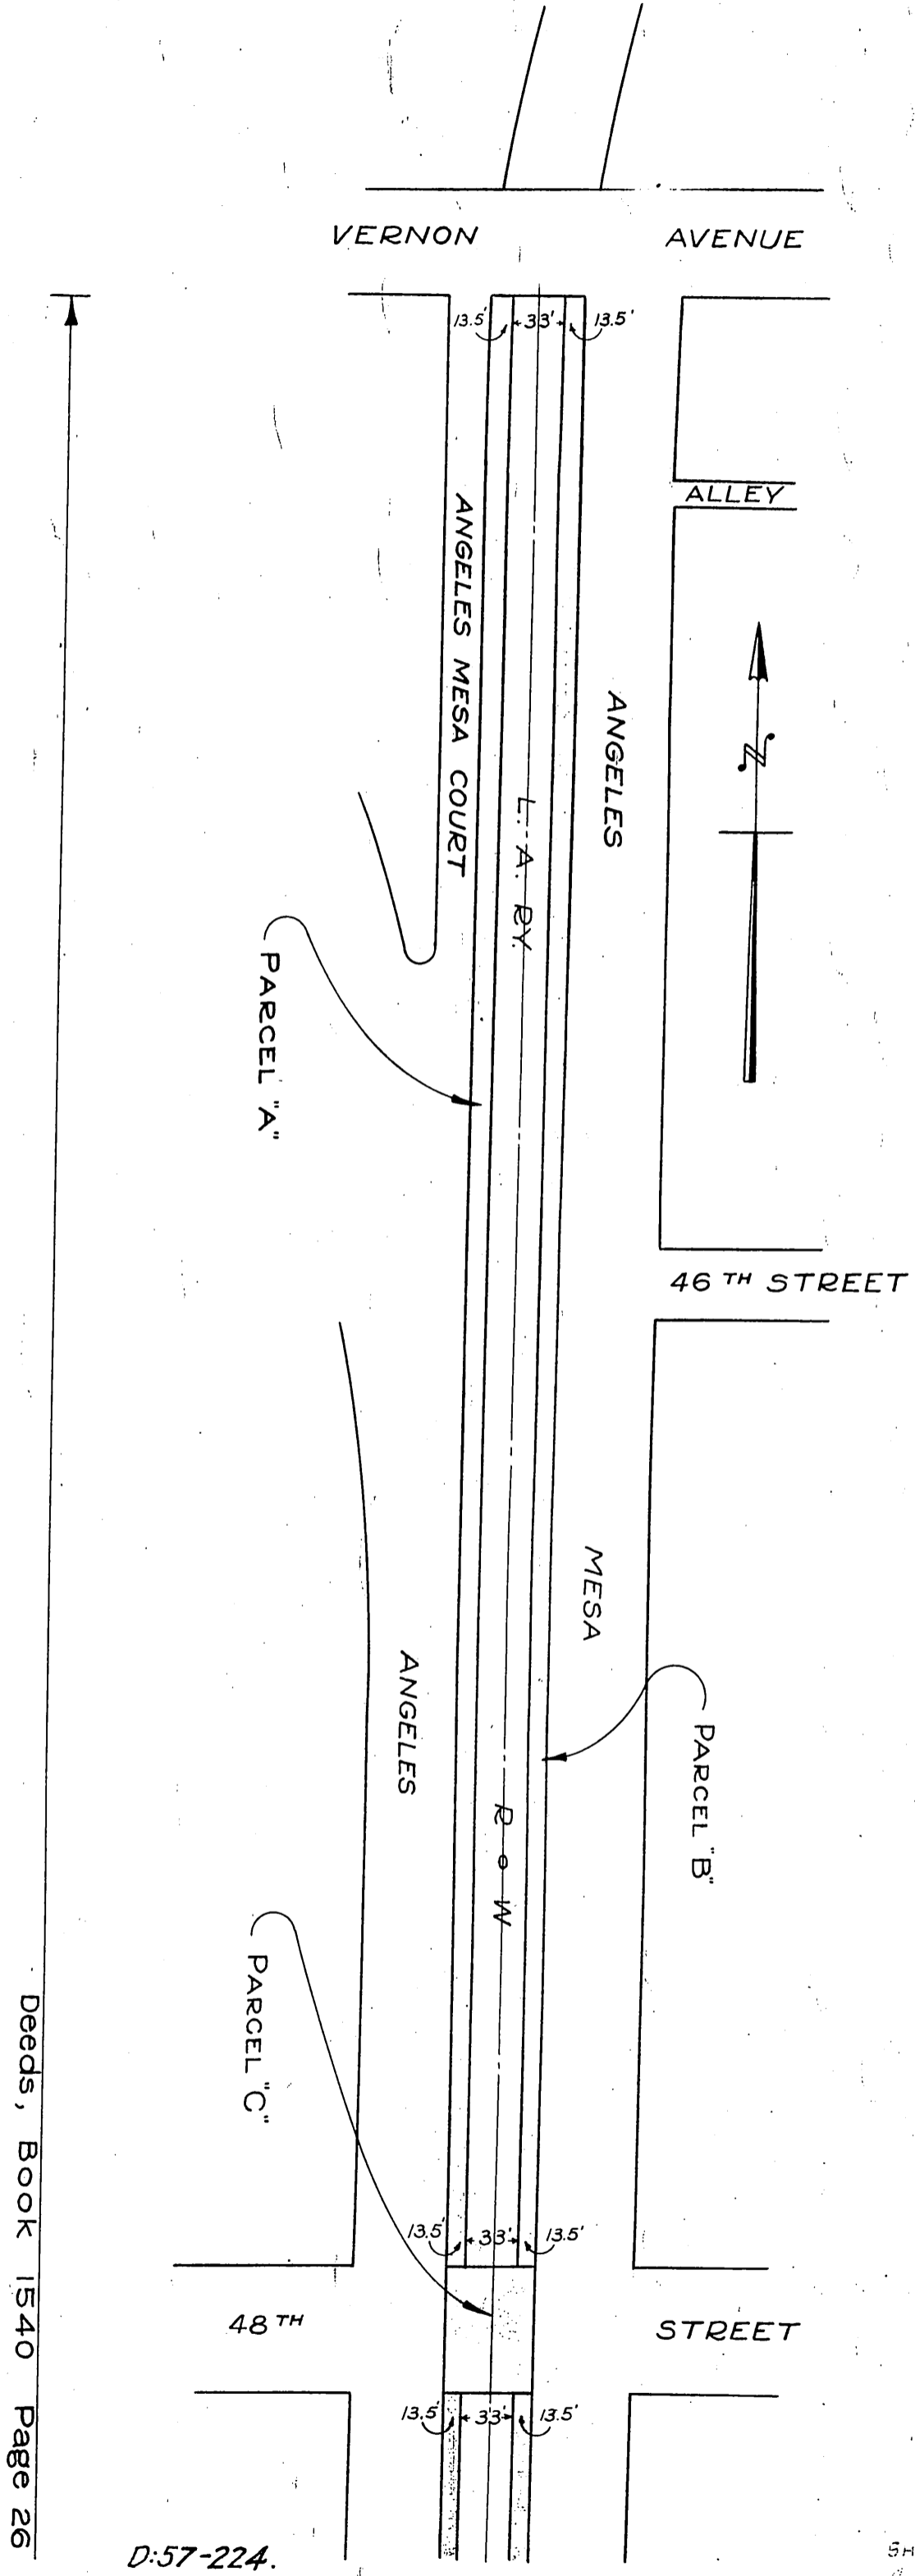 VERNON AVENUE
13.5' 33' 13.5'
ALLEY
ANGELES MESA COURT
ANGELES
L. A. RY.
N
PARCEL "A"
46TH STREET
MESA
ANGELES
PARCEL "B"
R o W
PARCEL "C"
13.5' 33' 13.5'
48TH STREET
13.5' 33' 13.5'
Deeds, Book 1540 Page 26
D:57-224.
SH